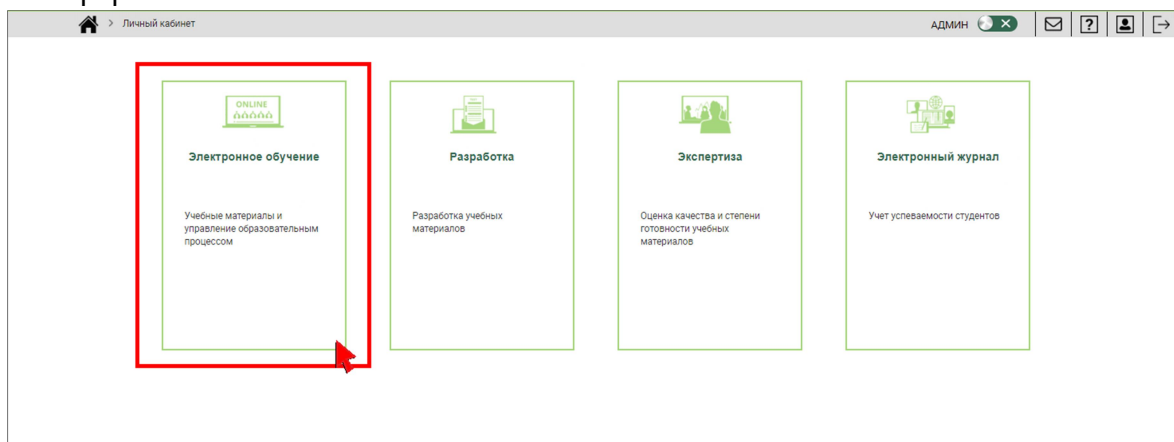 Личный кабинет
АДМИН
ONLINE
Электронное обучение
Учебные материалы и
управление образовательным
процессом
Разработка
Разработка учебных
материалов
Экспертиза
Оценка качества и степени
готовности учебных
материалов
Электронный журнал
Учет успеваемости студентов